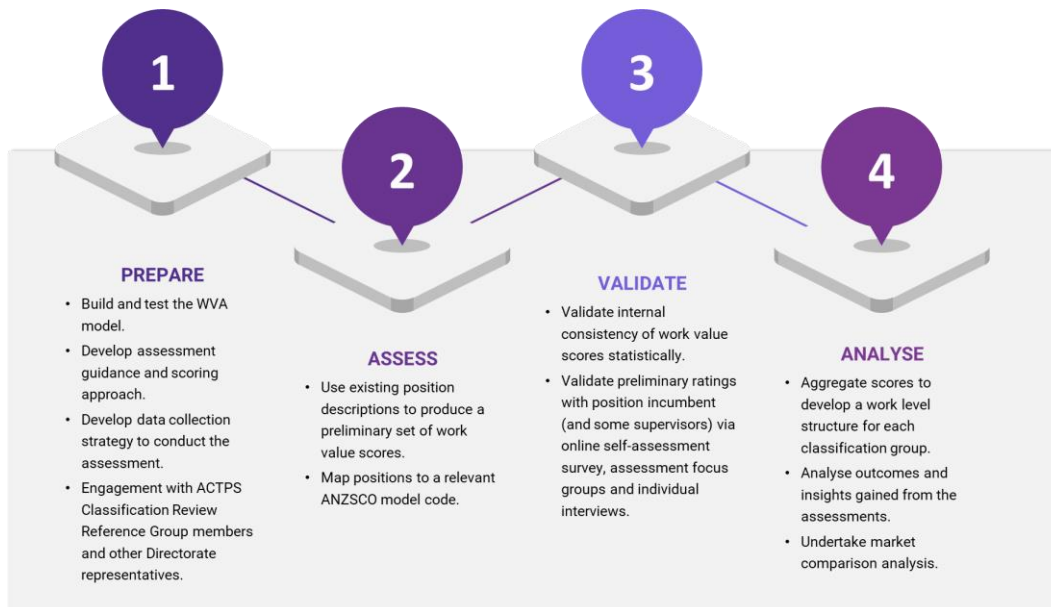 1
PREPARE
• Build and test the WVA
model.
• Develop assessment
guidance and scoring
approach.
• Develop data collection
strategy to conduct the
assessment.
• Engagement with ACTPS
Classification Review
Reference Group members
and other Directorate
representatives.
2
ASSESS
• Use existing position
descriptions to produce a
preliminary set of work
value scores.
• Map positions to a relevant
ANZSCO model code.
3
VALIDATE
• Validate internal
consistency of work value
scores statistically.
• Validate preliminary ratings
with position incumbent
(and some supervisors) via
online self-assessment
survey, assessment focus
groups and individual
interviews.
4
ANALYSE
• Aggregate scores to
develop a work level
structure for each
classification group.
• Analyse outcomes and
insights gained from the
assessments.
• Undertake market
comparison analysis.